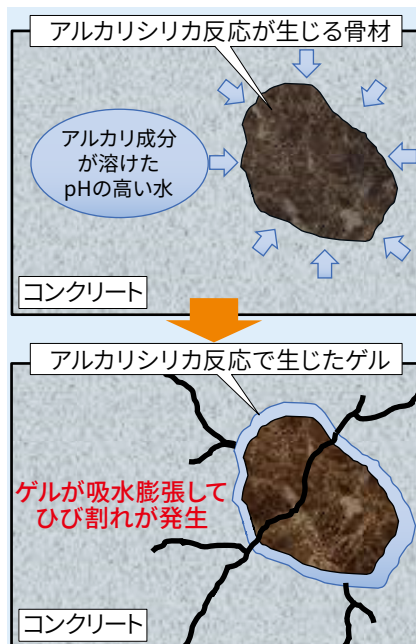 アルカリシリカ反応が生じる骨材
アルカリ成分
が溶けた
pHの高い水
コンクリート
アルカリシリカ反応で生じたゲル
ゲルが吸水膨張して
ひび割れが発生
コンクリート